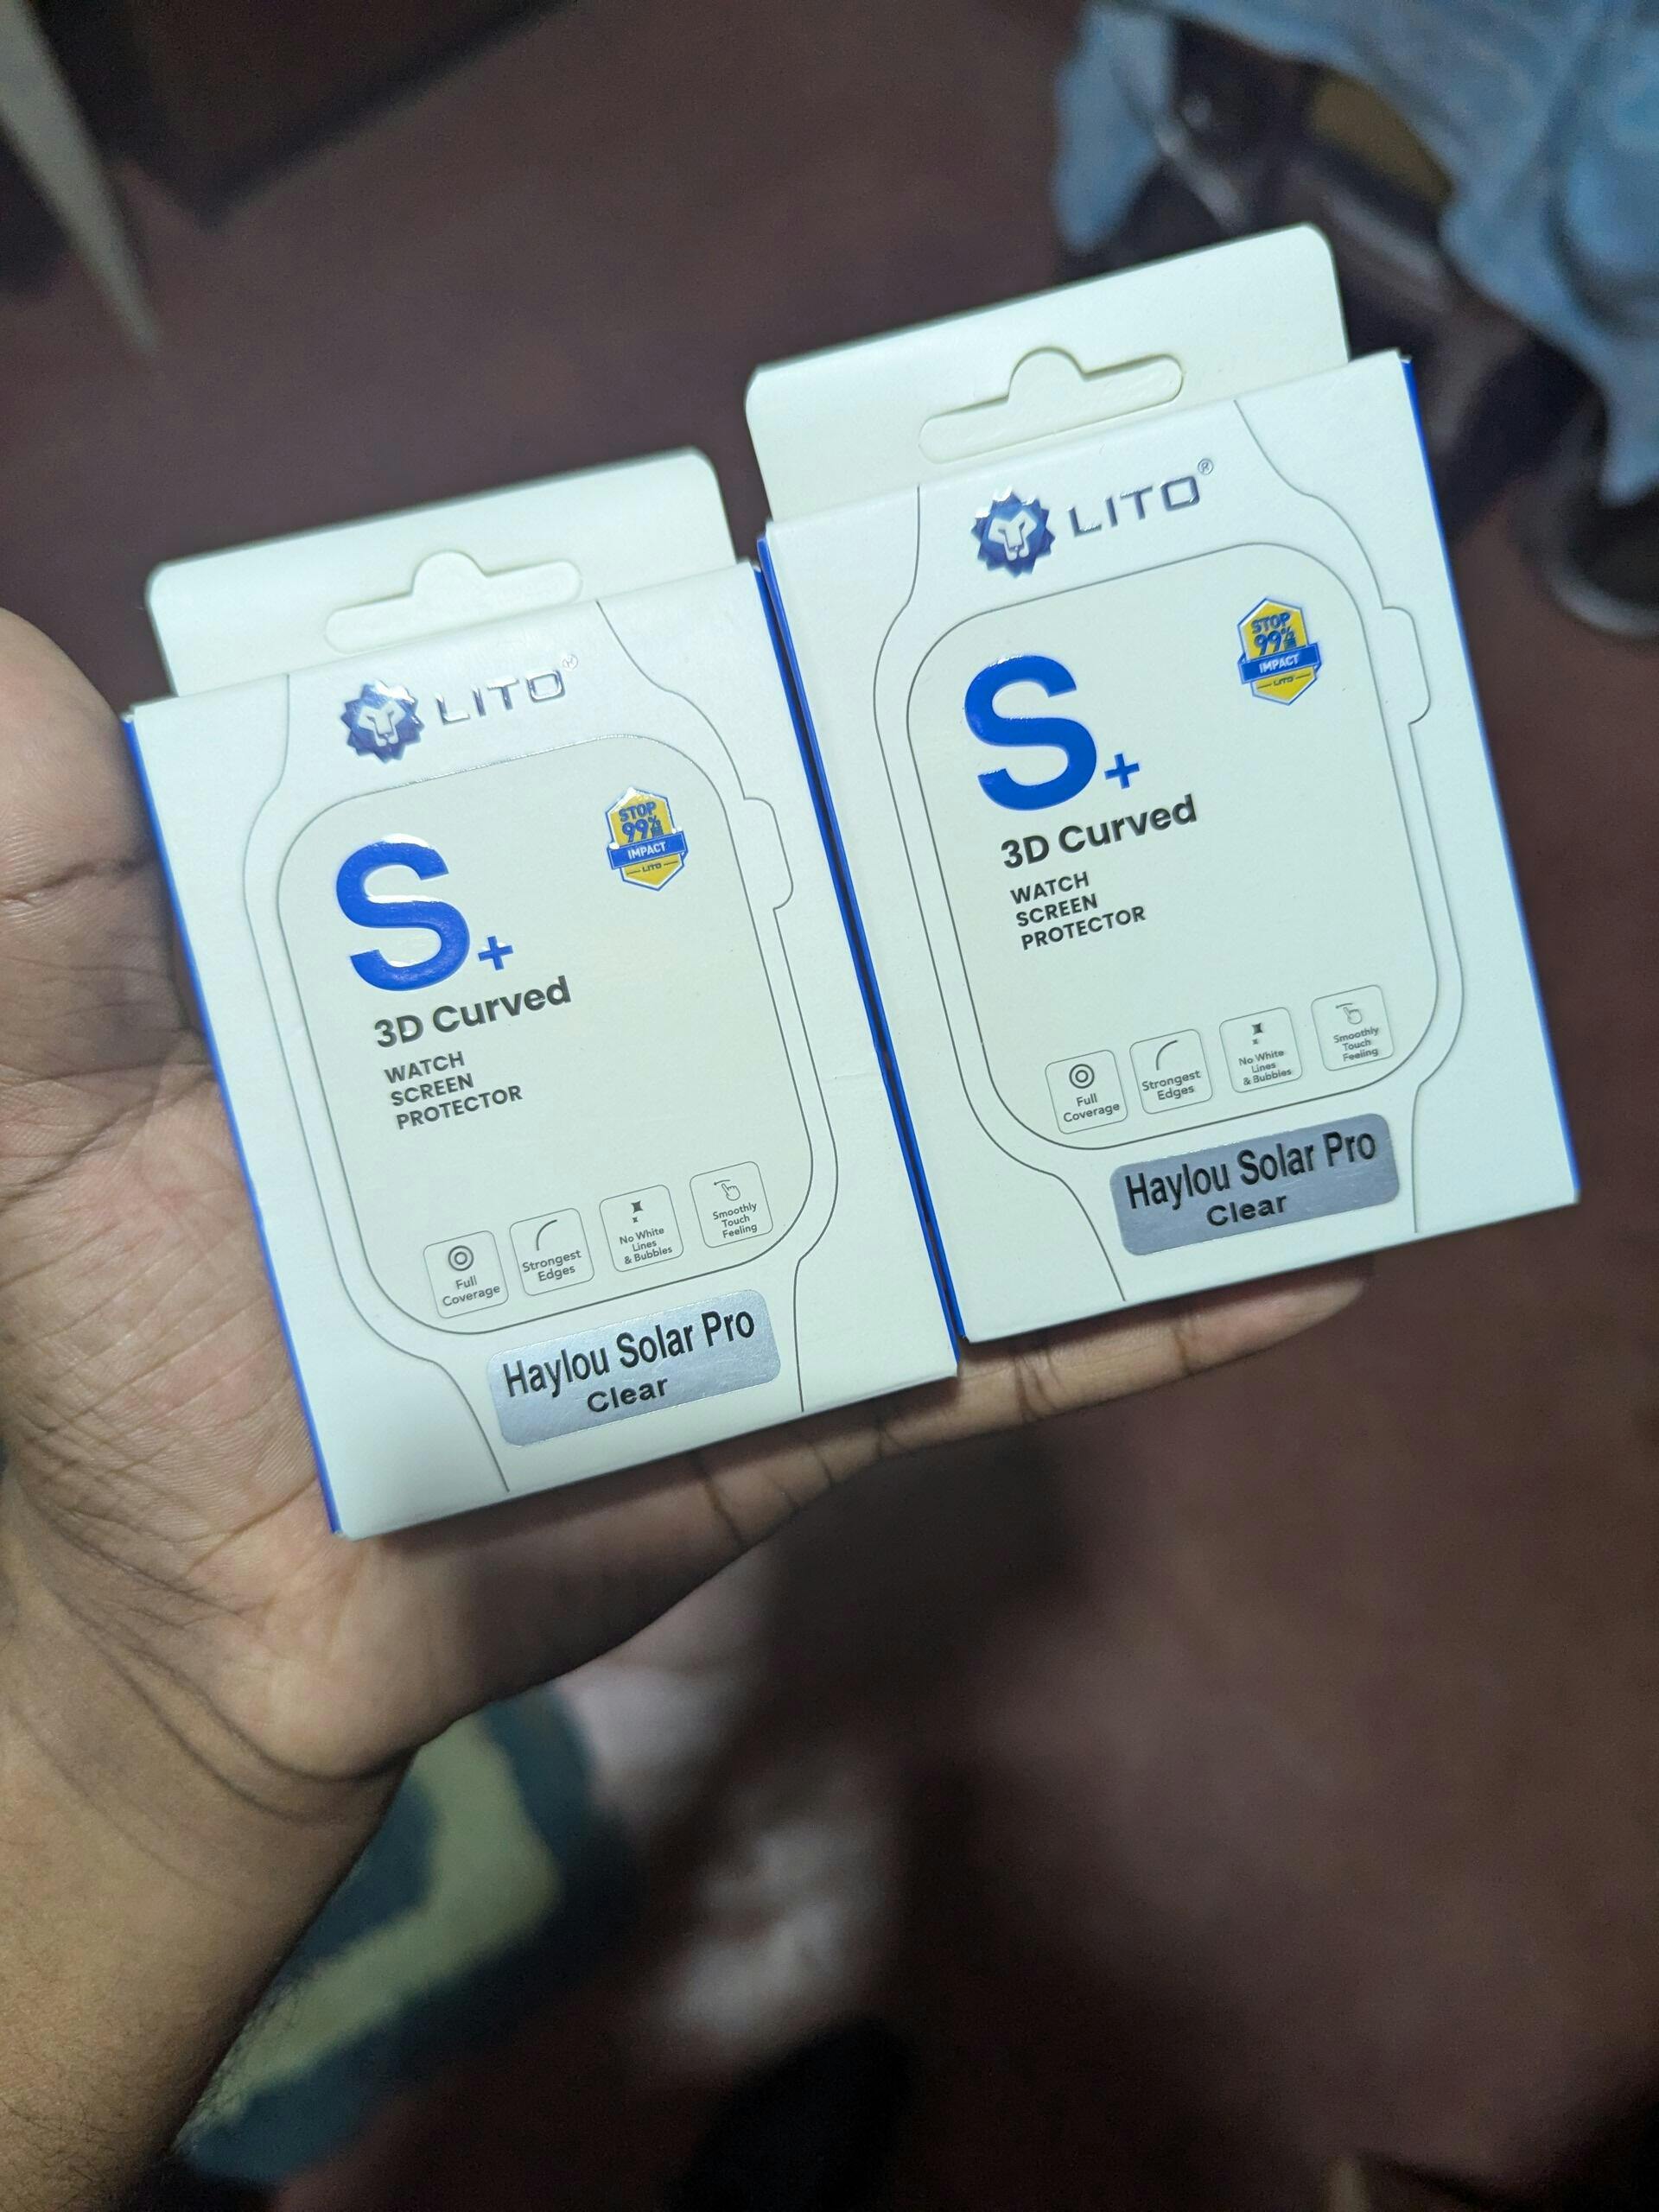 LITO®
S+
STOP
99%
IMPACT
LITO
3D Curved
WATCH
SCREEN
PROTECTOR
Full
Coverage
Strongest
Edges
No White
Lines
& Bubbles
Smoothly
Touch
Feeling
Haylou Solar Pro
Clear
LITO®
S+
STOP
99%
IMPACT
LITO
3D Curved
WATCH
SCREEN
PROTECTOR
Full
Coverage
Strongest
Edges
No White
Lines
& Bubbles
Smoothly
Touch
Feeling
Haylou Solar Pro
Clear